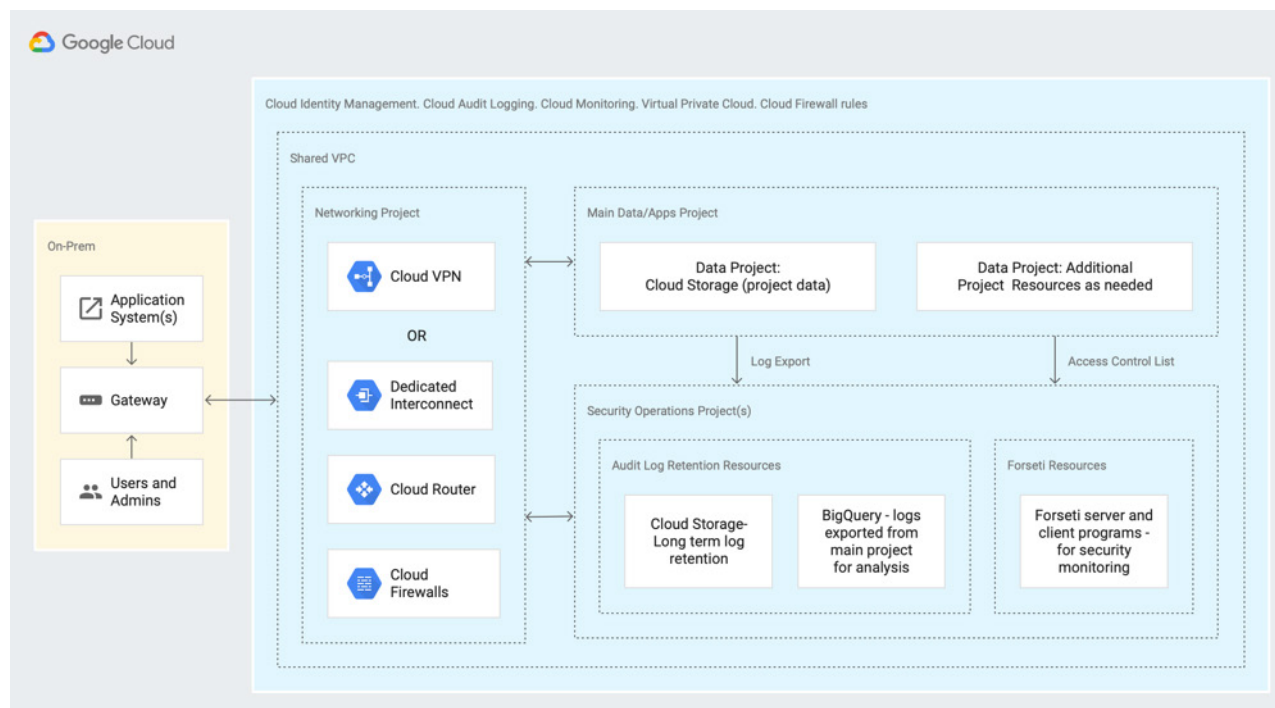 Google Cloud
Cloud Identity Management. Cloud Audit Logging. Cloud Monitoring. Virtual Private Cloud. Cloud Firewall rules
Shared VPC
On-Prem
Application
System(s)
Gateway
Users and
Admins
Networking Project
Cloud VPN
OR
Dedicated
Interconnect
Cloud Router
Cloud
Firewalls
Main Data/Apps Project
Data Project:
Cloud Storage (project data)
Data Project: Additional
Project Resources as needed
Log Export
Access Control List
Security Operations Project(s)
Audit Log Retention Resources
Cloud Storage-
Long term log
retention
BigQuery - logs
exported from
main project
for analysis
Forseti Resources
Forseti server and
client programs -
for security
monitoring